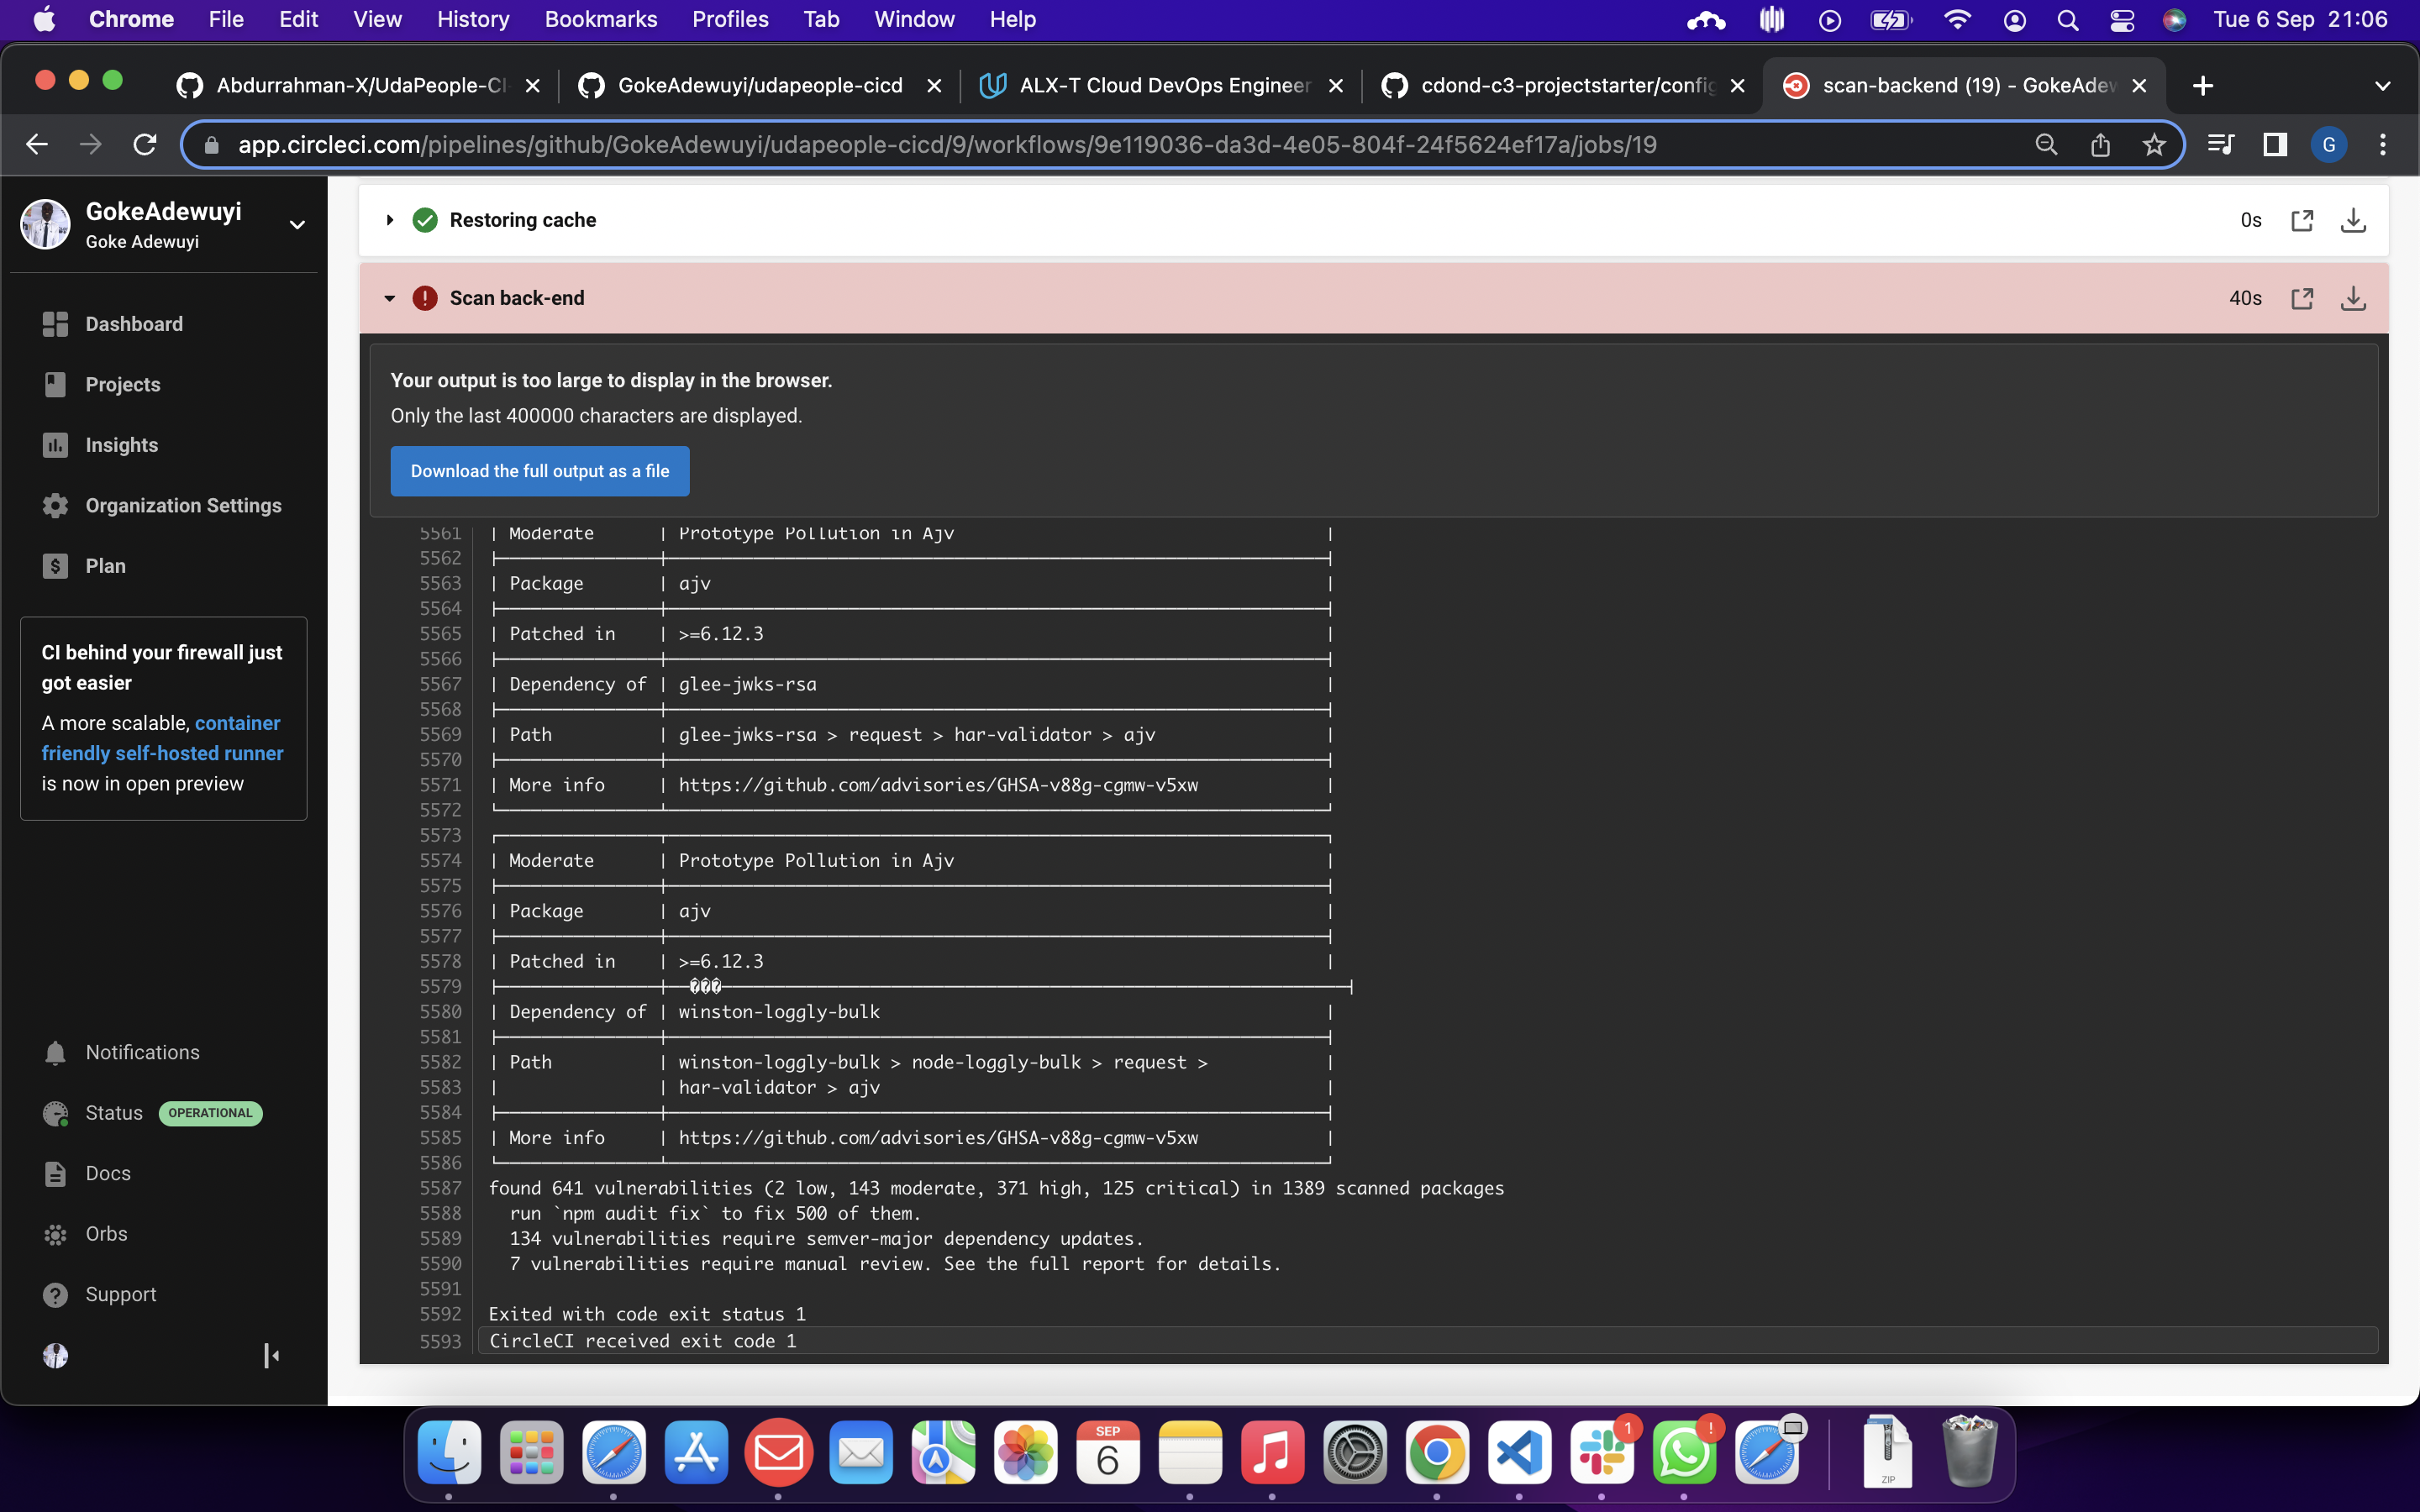 Chrome File Edit View History Bookmarks Profiles Tab Window Help Tue 6 Sep 21:06
Abdurrahman-X/UdaPeople-CI GokeAdewuyi/udapeople-cicd ALX-T Cloud DevOps Engineer cdond-c3-projectstarter/config scan-backend (19) - GokeAdew
app.circleci.com/pipelines/github/GokeAdewuyi/udapeople-cicd/9/workflows/9e119036-da3d-4e05-804f-24f5624ef17a/jobs/19 G
GokeAdewuyi
Goke Adewuyi
Dashboard
Projects
Insights
Organization Settings
Plan
CI behind your firewall just
got easier
A more scalable, container
friendly self-hosted runner
is now in open preview
Notifications
Status OPERATIONAL
Docs
Orbs
Support
Restoring cache 0s
Scan back-end 40s
Your output is too large to display in the browser.
Only the last 400000 characters are displayed.
Download the full output as a file
5561 | Moderate | Prototype Pollution in Ajv |
5562
5563 | Package | ajv |
5564
5565 | Patched in | >=6.12.3 |
5566
5567 | Dependency of | glee-jwks-rsa |
5568
5569 | Path | glee-jwks-rsa > request > har-validator > ajv |
5570
5571 | More info | https://github.com/advisories/GHSA-v88g-cgmw-v5xw |
5572
5573
5574 | Moderate | Prototype Pollution in Ajv |
5575
5576 | Package | ajv |
5577
5578 | Patched in | >=6.12.3 |
5579 ���
5580 | Dependency of | winston-loggly-bulk |
5581
5582 | Path | winston-loggly-bulk > node-loggly-bulk > request > |
5583 | | har-validator > ajv |
5584
5585 | More info | https://github.com/advisories/GHSA-v88g-cgmw-v5xw |
5586
5587 found 641 vulnerabilities (2 low, 143 moderate, 371 high, 125 critical) in 1389 scanned packages
5588 run `npm audit fix` to fix 500 of them.
5589 134 vulnerabilities require semver-major dependency updates.
5590 7 vulnerabilities require manual review. See the full report for details.
5591
5592 Exited with code exit status 1
5593 CircleCI received exit code 1
SEP
6
1
!
ZIP